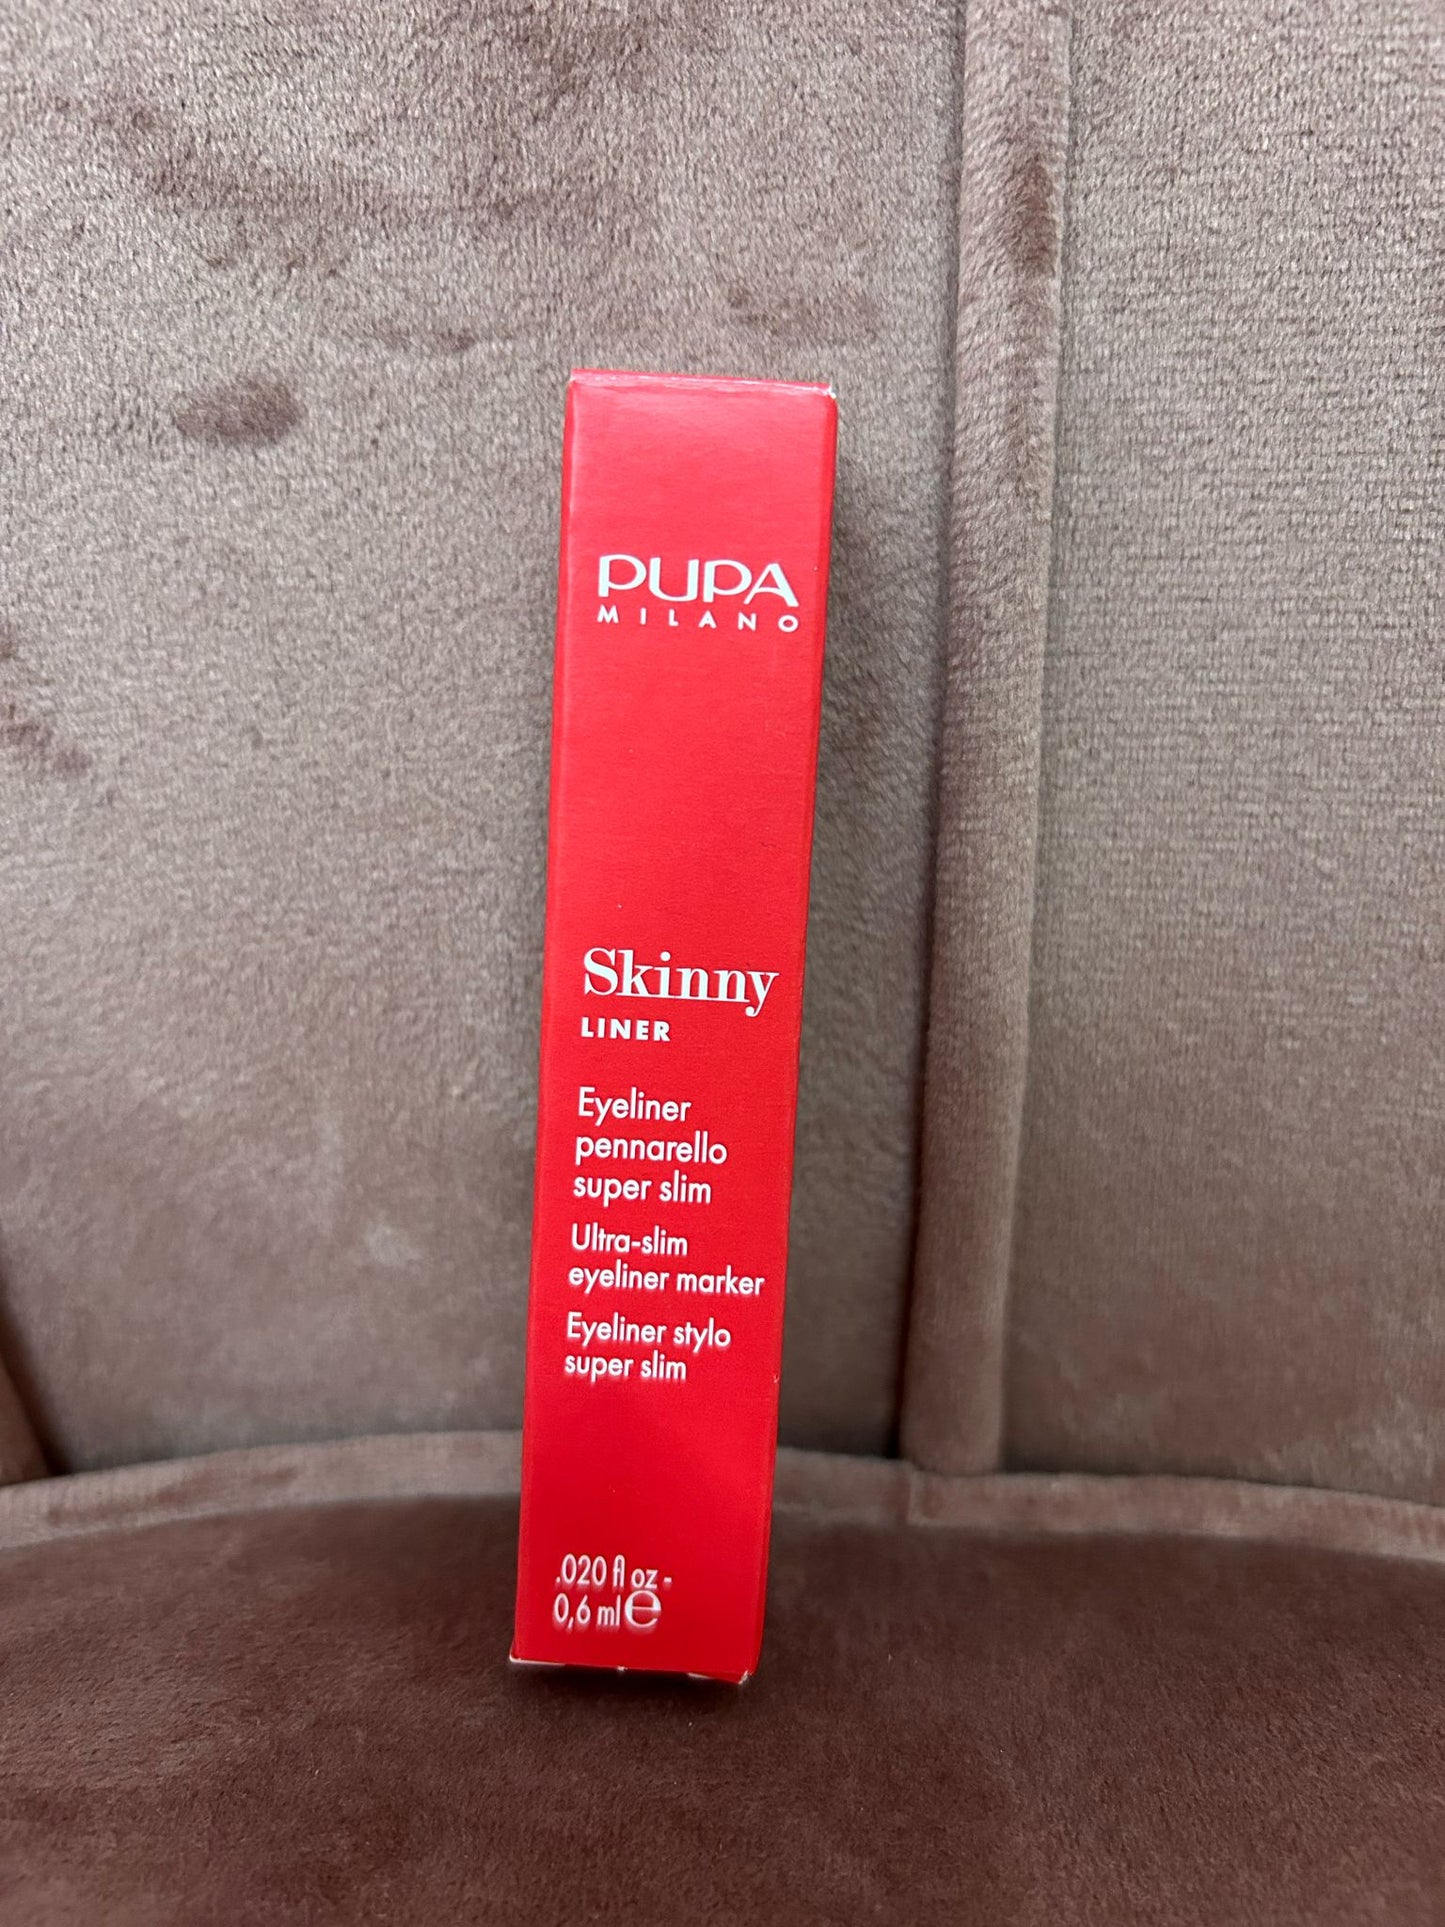 PUPA
MILANO
Skinny
LINER
Eyeliner
pennarello
super slim
Ultra-slim
eyeliner marker
Eyeliner stylo
super slim
.020 fl oz -
0,6 ml ℮